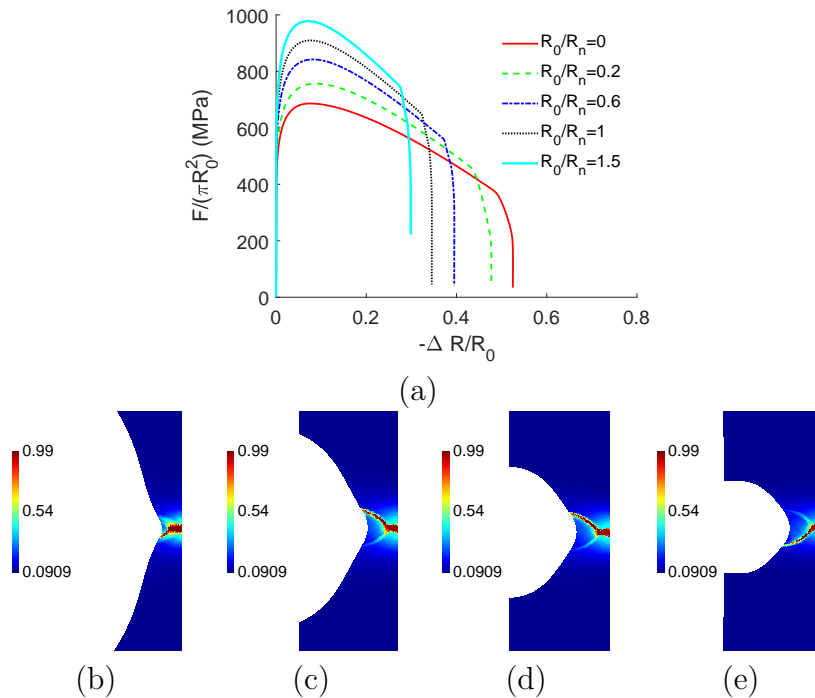 1000
800
600
400
200
0
F/(πR₀²) (MPa)
R₀/Rₙ=0
R₀/Rₙ=0.2
R₀/Rₙ=0.6
R₀/Rₙ=1
R₀/Rₙ=1.5
0 0.2 0.4 0.6 0.8
-Δ R/R₀
(a)
0.99 0.99 0.99 0.99
0.54 0.54 0.54 0.54
0.0909 0.0909 0.0909 0.0909
(b) (c) (d) (e)